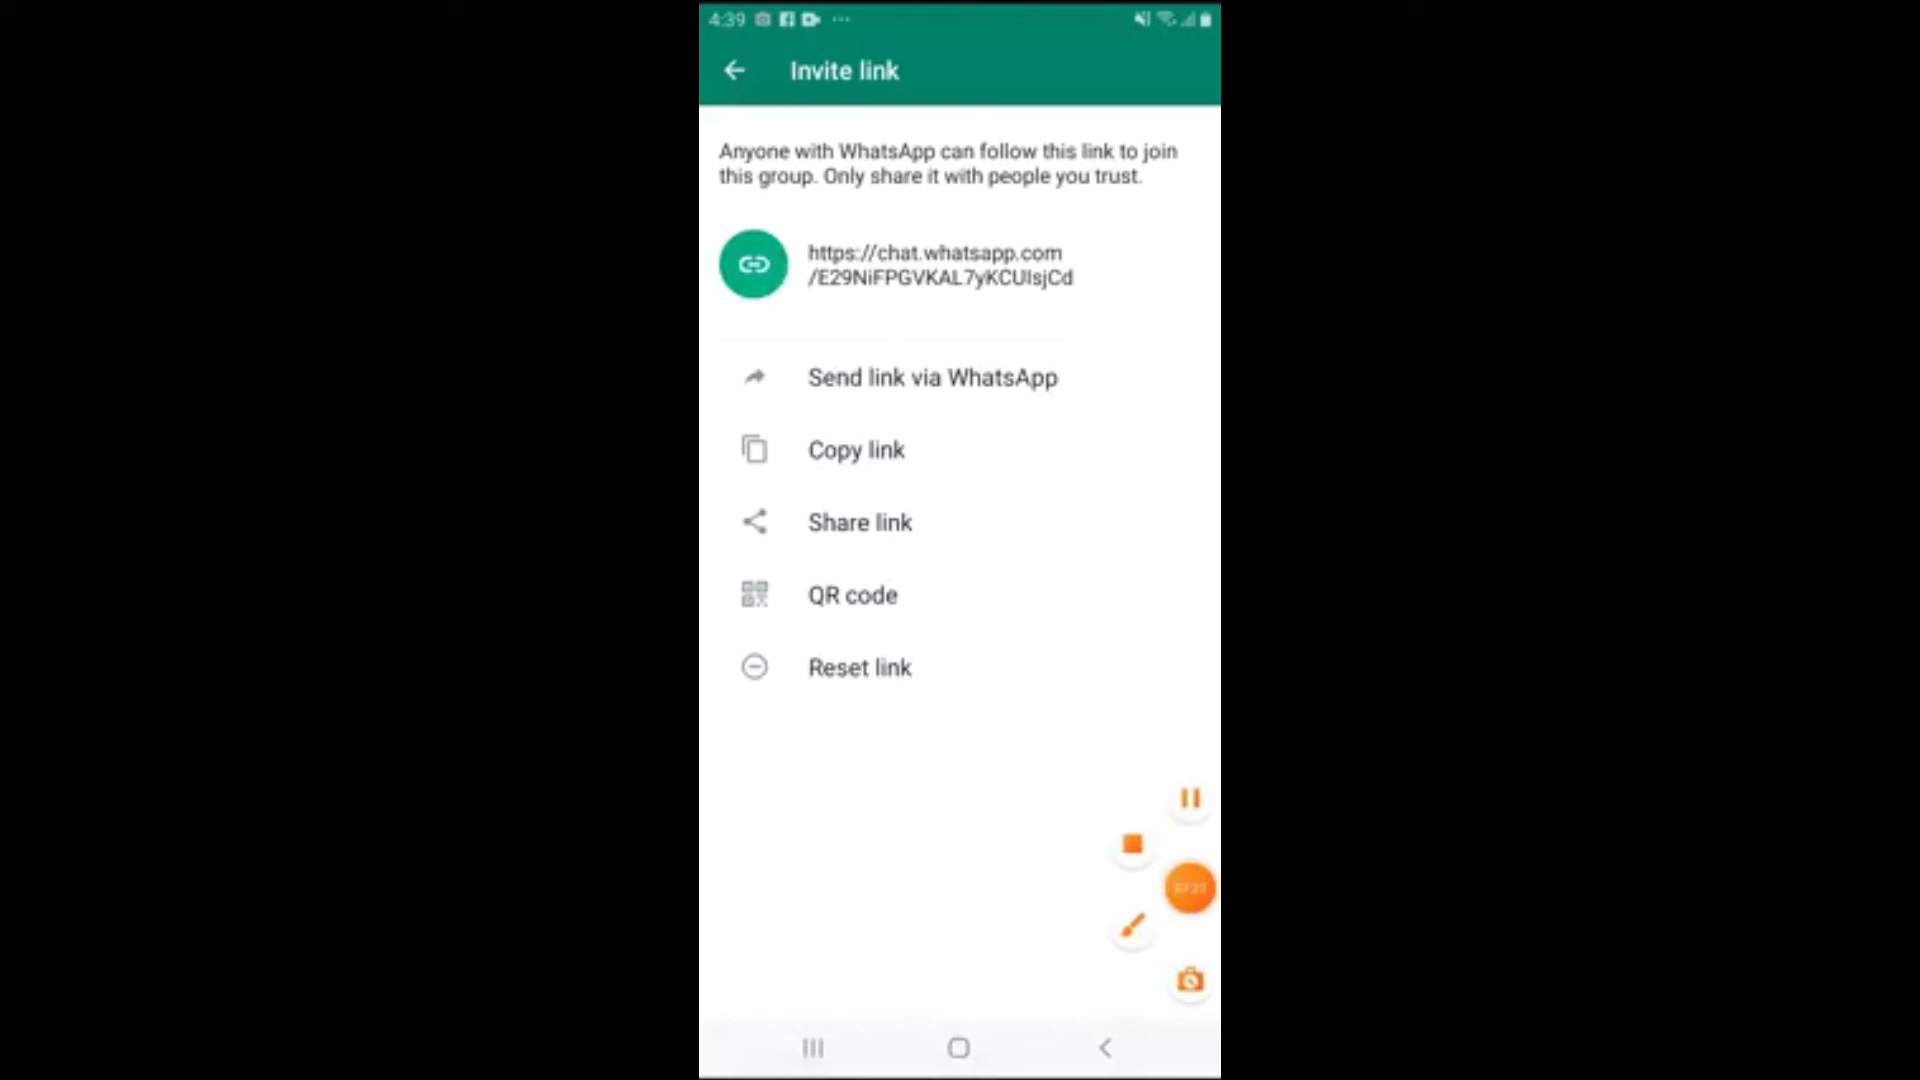 4:39
Invite link
Anyone with WhatsApp can follow this link to join
this group. Only share it with people you trust.
https://chat.whatsapp.com
/E29NiFPGVKAL7yKCUIsjCd
Send link via WhatsApp
Copy link
Share link
QR code
Reset link